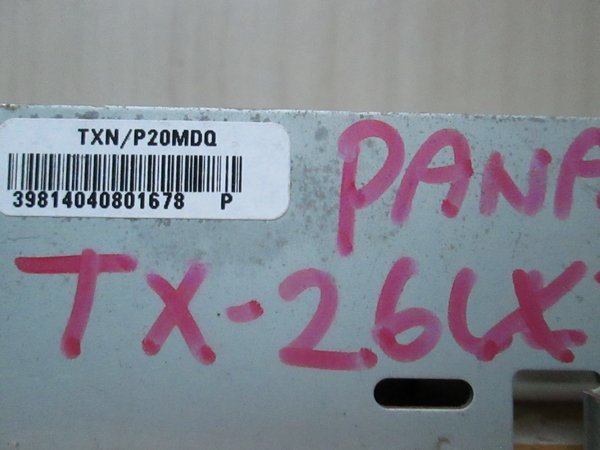 TXN/P20MDQ
39814040801678 P
PANA
TX-26LX